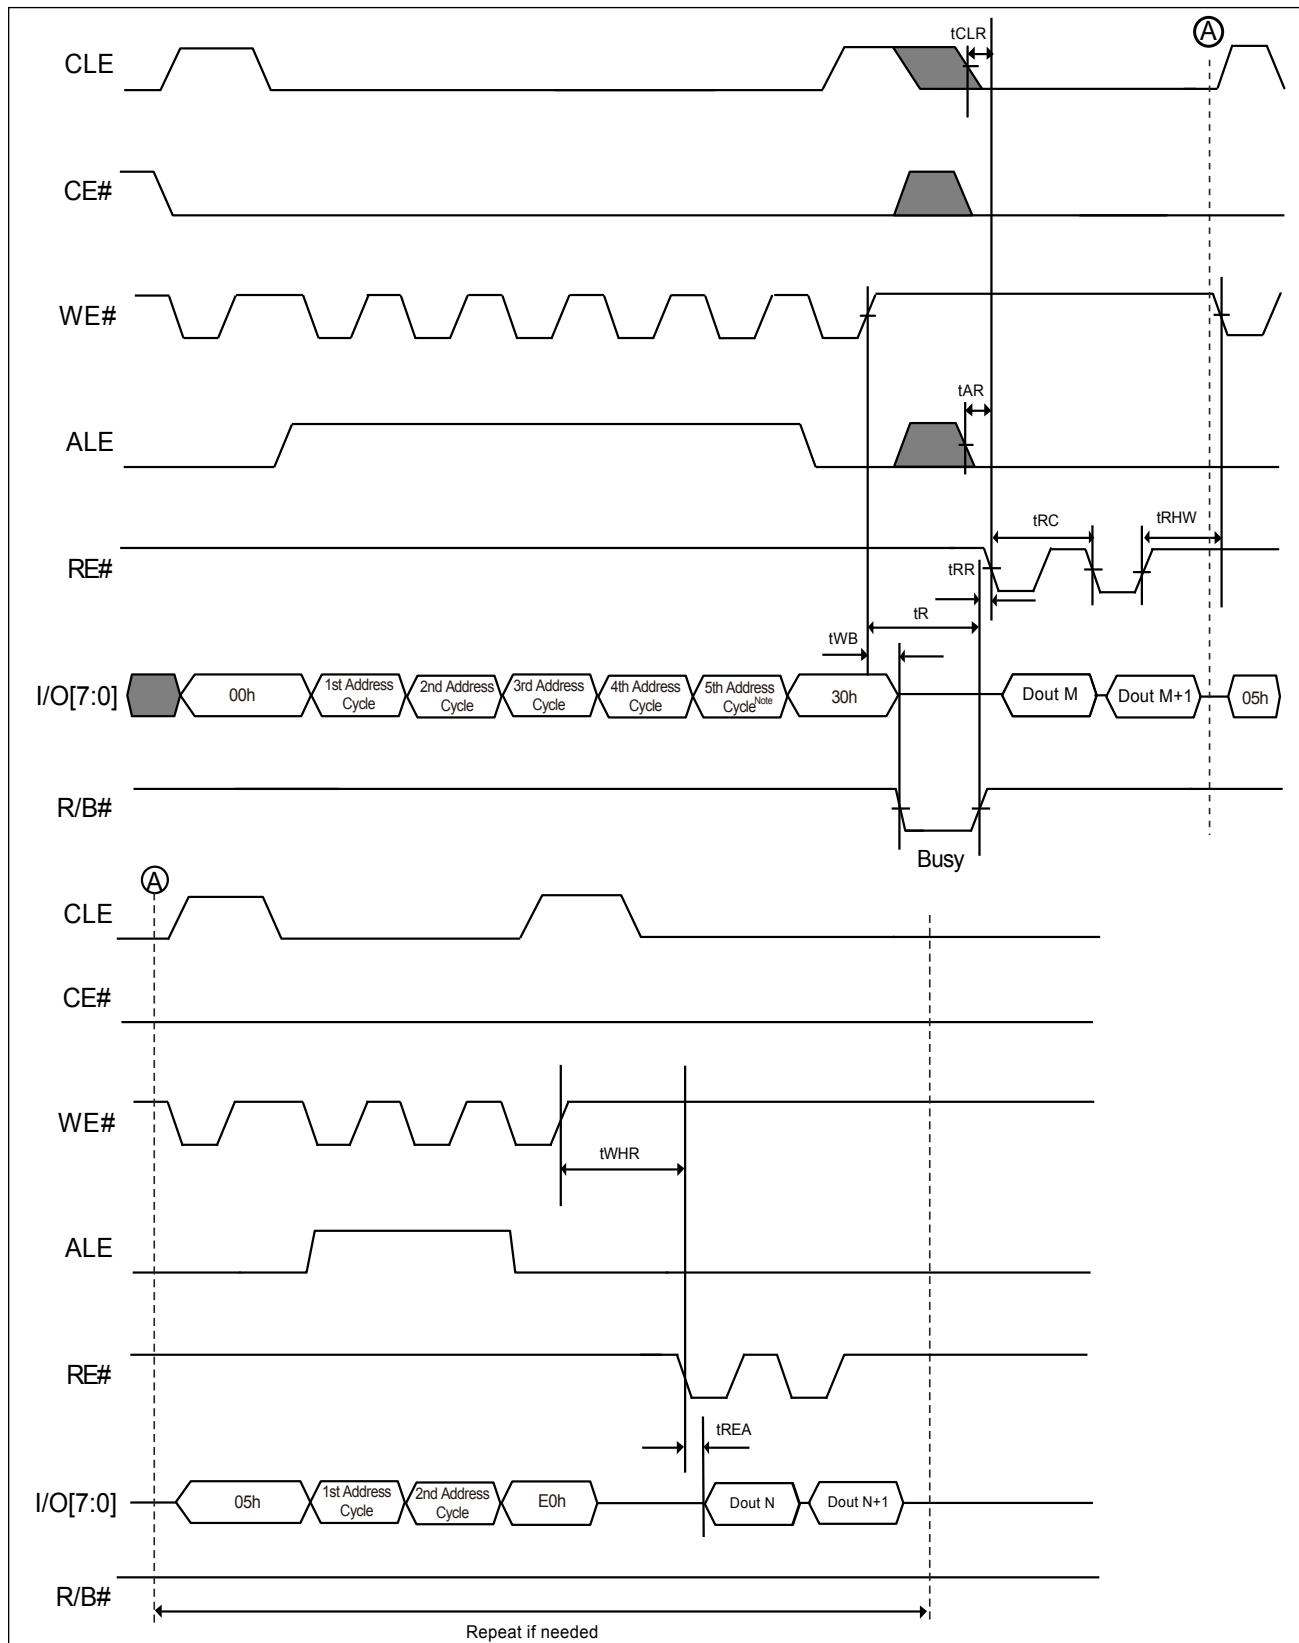 tCLR
A
CLE
CE#
WE#
tAR
ALE
tRC
tRHW
RE#
tRR
tR
tWB
I/O[7:0]
00h
1st Address
Cycle
2nd Address
Cycle
3rd Address
Cycle
4th Address
Cycle
5th Address
CycleNote
30h
Dout M
Dout M+1
05h
R/B#
Busy
A
CLE
CE#
WE#
tWHR
ALE
RE#
tREA
I/O[7:0]
05h
1st Address
Cycle
2nd Address
Cycle
E0h
Dout N
Dout N+1
R/B#
Repeat if needed